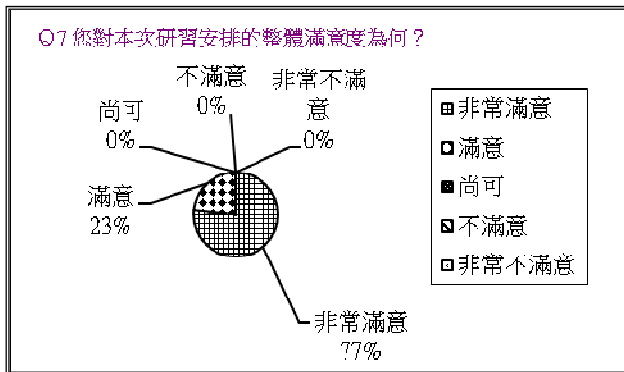 Q7 您對本次研習安排的整體滿意度為何？
不滿意
0%
非常不滿
意
0%
尚可
0%
滿意
23%
非常滿意
77%
非常滿意
滿意
尚可
不滿意
非常不滿意